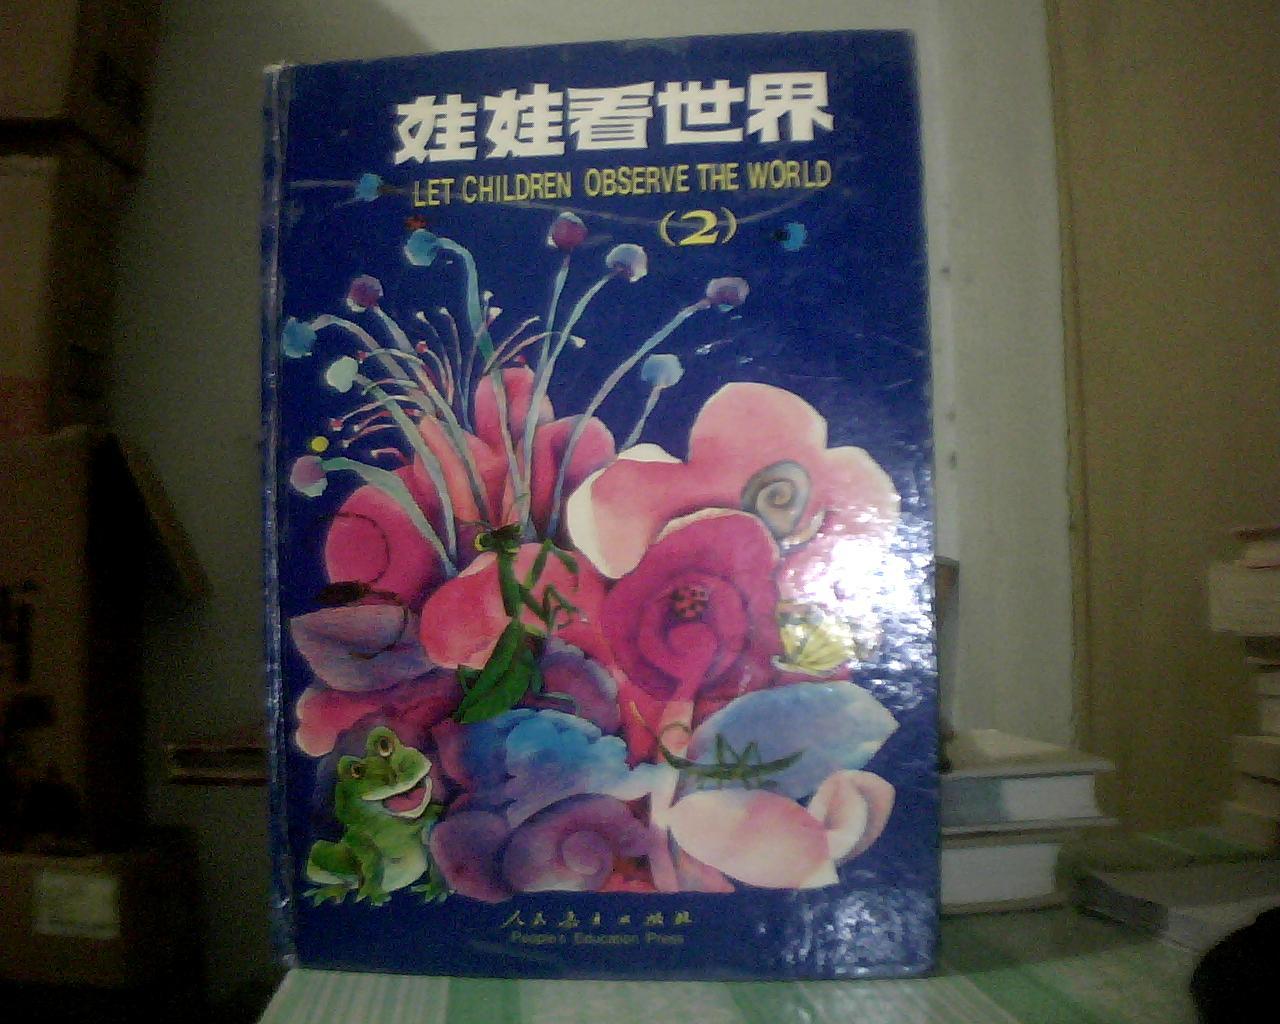 娃娃看世界
LET CHILDREN OBSERVE THE WORLD
(2)
人民教育出版社
People's Education Press